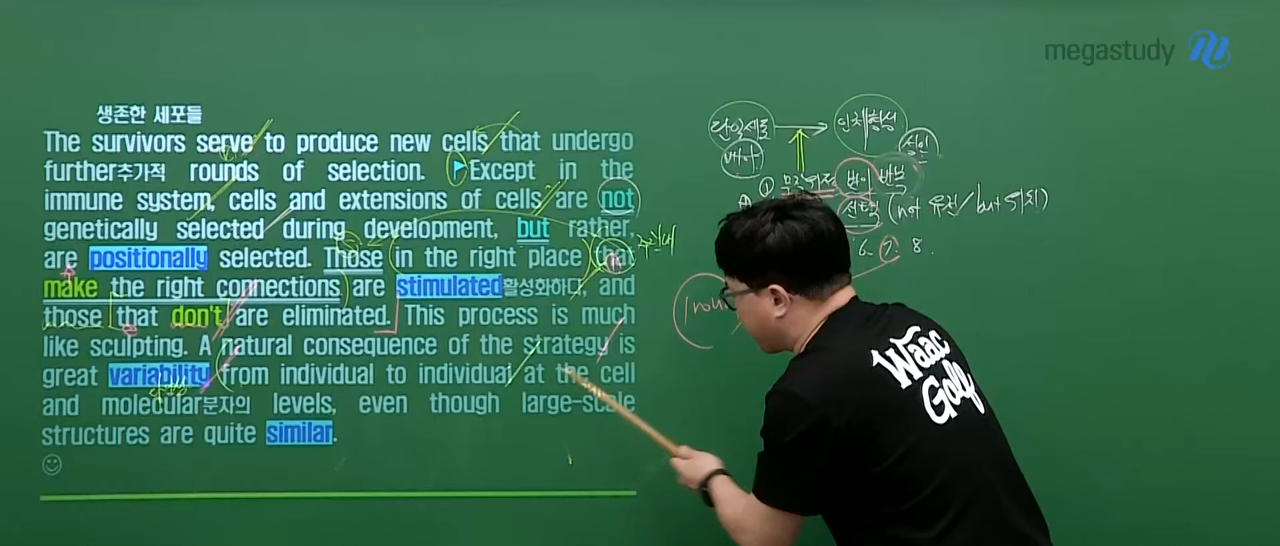 megastudy
생존한 세포들
The survivors serve to produce new cells that undergo
further추가적 rounds of selection. Except in the
immune system, cells and extensions of cells are not
genetically selected during development, but rather,
are positionally selected. Those in the right place that
make the right connections are stimulated활성화하다, and
those that don't are eliminated. This process is much
like sculpting. A natural consequence of the strategy is
great variability from individual to individual at the cell
and molecular분자의 levels, even though large-scale
structures are quite similar.
단일세포
인체형성
배아
성인
①
변이 반복
선택 (not 유전/but 위치)
6. 7. 8.
Waac
Golf